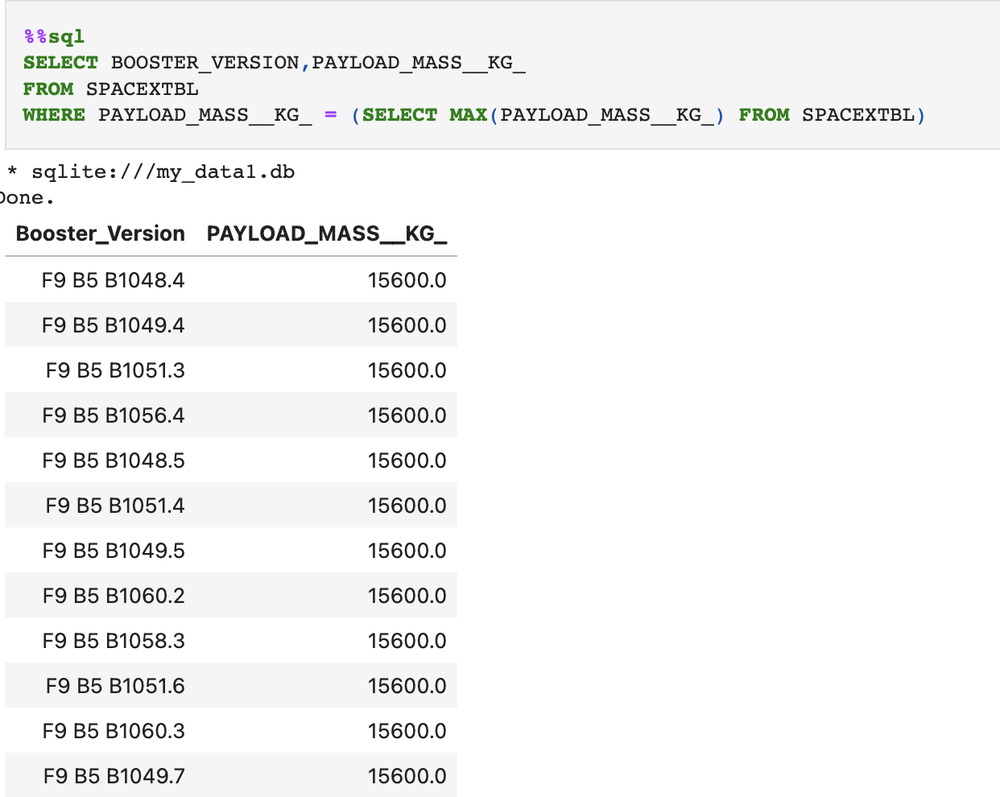 %%sql
SELECT BOOSTER_VERSION,PAYLOAD_MASS__KG_
FROM SPACEXTBL
WHERE PAYLOAD_MASS__KG_ = (SELECT MAX(PAYLOAD_MASS__KG_) FROM SPACEXTBL)
* sqlite:///my_data1.db
Done.
Booster_Version PAYLOAD_MASS__KG_
F9 B5 B1048.4 15600.0
F9 B5 B1049.4 15600.0
F9 B5 B1051.3 15600.0
F9 B5 B1056.4 15600.0
F9 B5 B1048.5 15600.0
F9 B5 B1051.4 15600.0
F9 B5 B1049.5 15600.0
F9 B5 B1060.2 15600.0
F9 B5 B1058.3 15600.0
F9 B5 B1051.6 15600.0
F9 B5 B1060.3 15600.0
F9 B5 B1049.7 15600.0